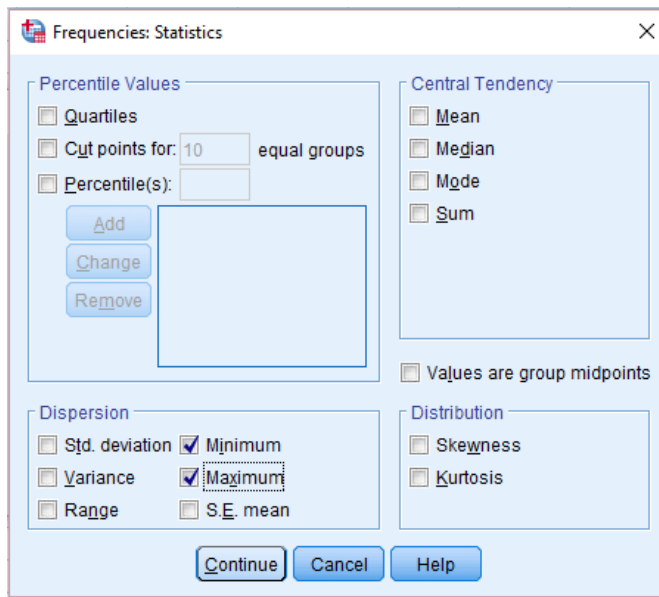 Frequencies: Statistics
Percentile Values
Quartiles
Cut points for: 10 equal groups
Percentile(s):
Add
Change
Remove
Central Tendency
Mean
Median
Mode
Sum
Values are group midpoints
Dispersion
Std. deviation Minimum
Variance Maximum
Range S.E. mean
Distribution
Skewness
Kurtosis
Continue Cancel Help